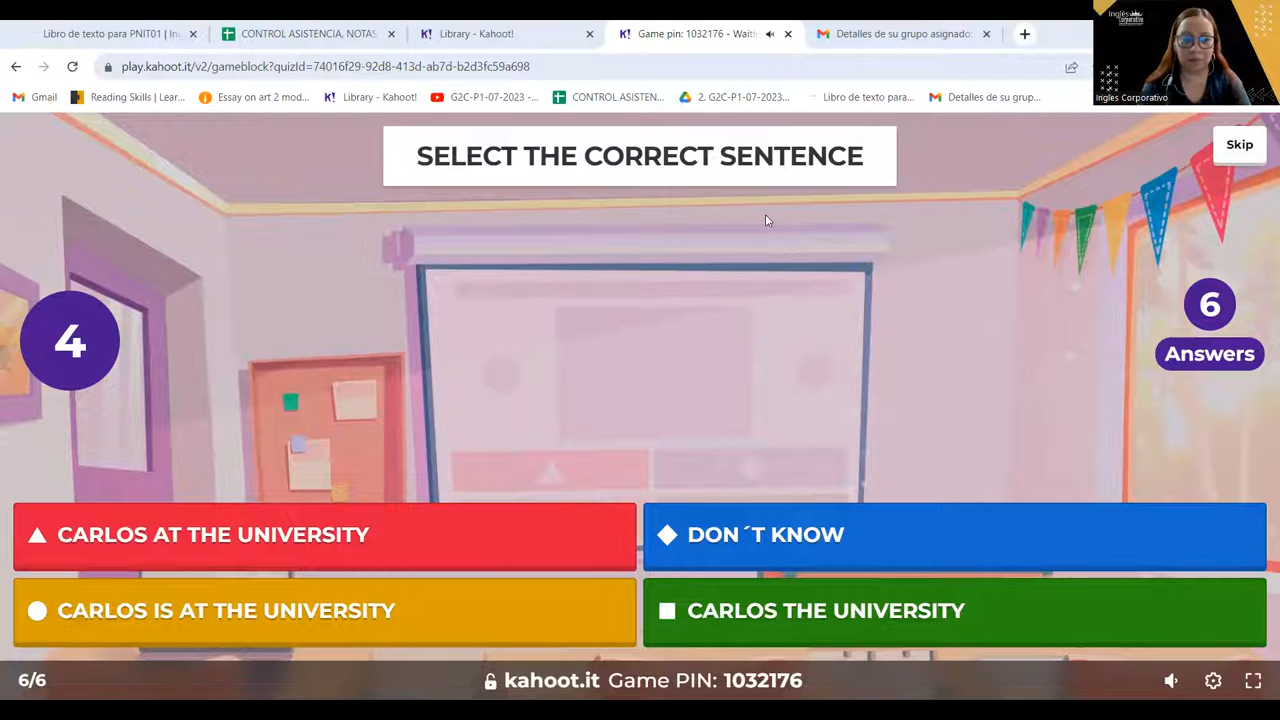 Libro de texto para PNIT01 | In
CONTROL ASISTENCIA, NOTAS
Library - Kahoot!
Game pin: 1032176 - Waiti
Detalles de su grupo asignado:
play.kahoot.it/v2/gameblock?quizId=74016f29-92d8-413d-ab7d-b2d3fc59a698
Gmail
Reading Skills | Lear...
Essay on art 2 mod...
Library - Kahoot!
G2C-P1-07-2023 -...
CONTROL ASISTEN...
2. G2C-P1-07-2023...
Libro de texto para...
Detalles de su grup...
Inglés
Corporativo
Ingles Corporativo
SELECT THE CORRECT SENTENCE
Skip
4
6
Answers
CARLOS AT THE UNIVERSITY
DON´T KNOW
CARLOS IS AT THE UNIVERSITY
CARLOS THE UNIVERSITY
6/6
kahoot.it Game PIN: 1032176